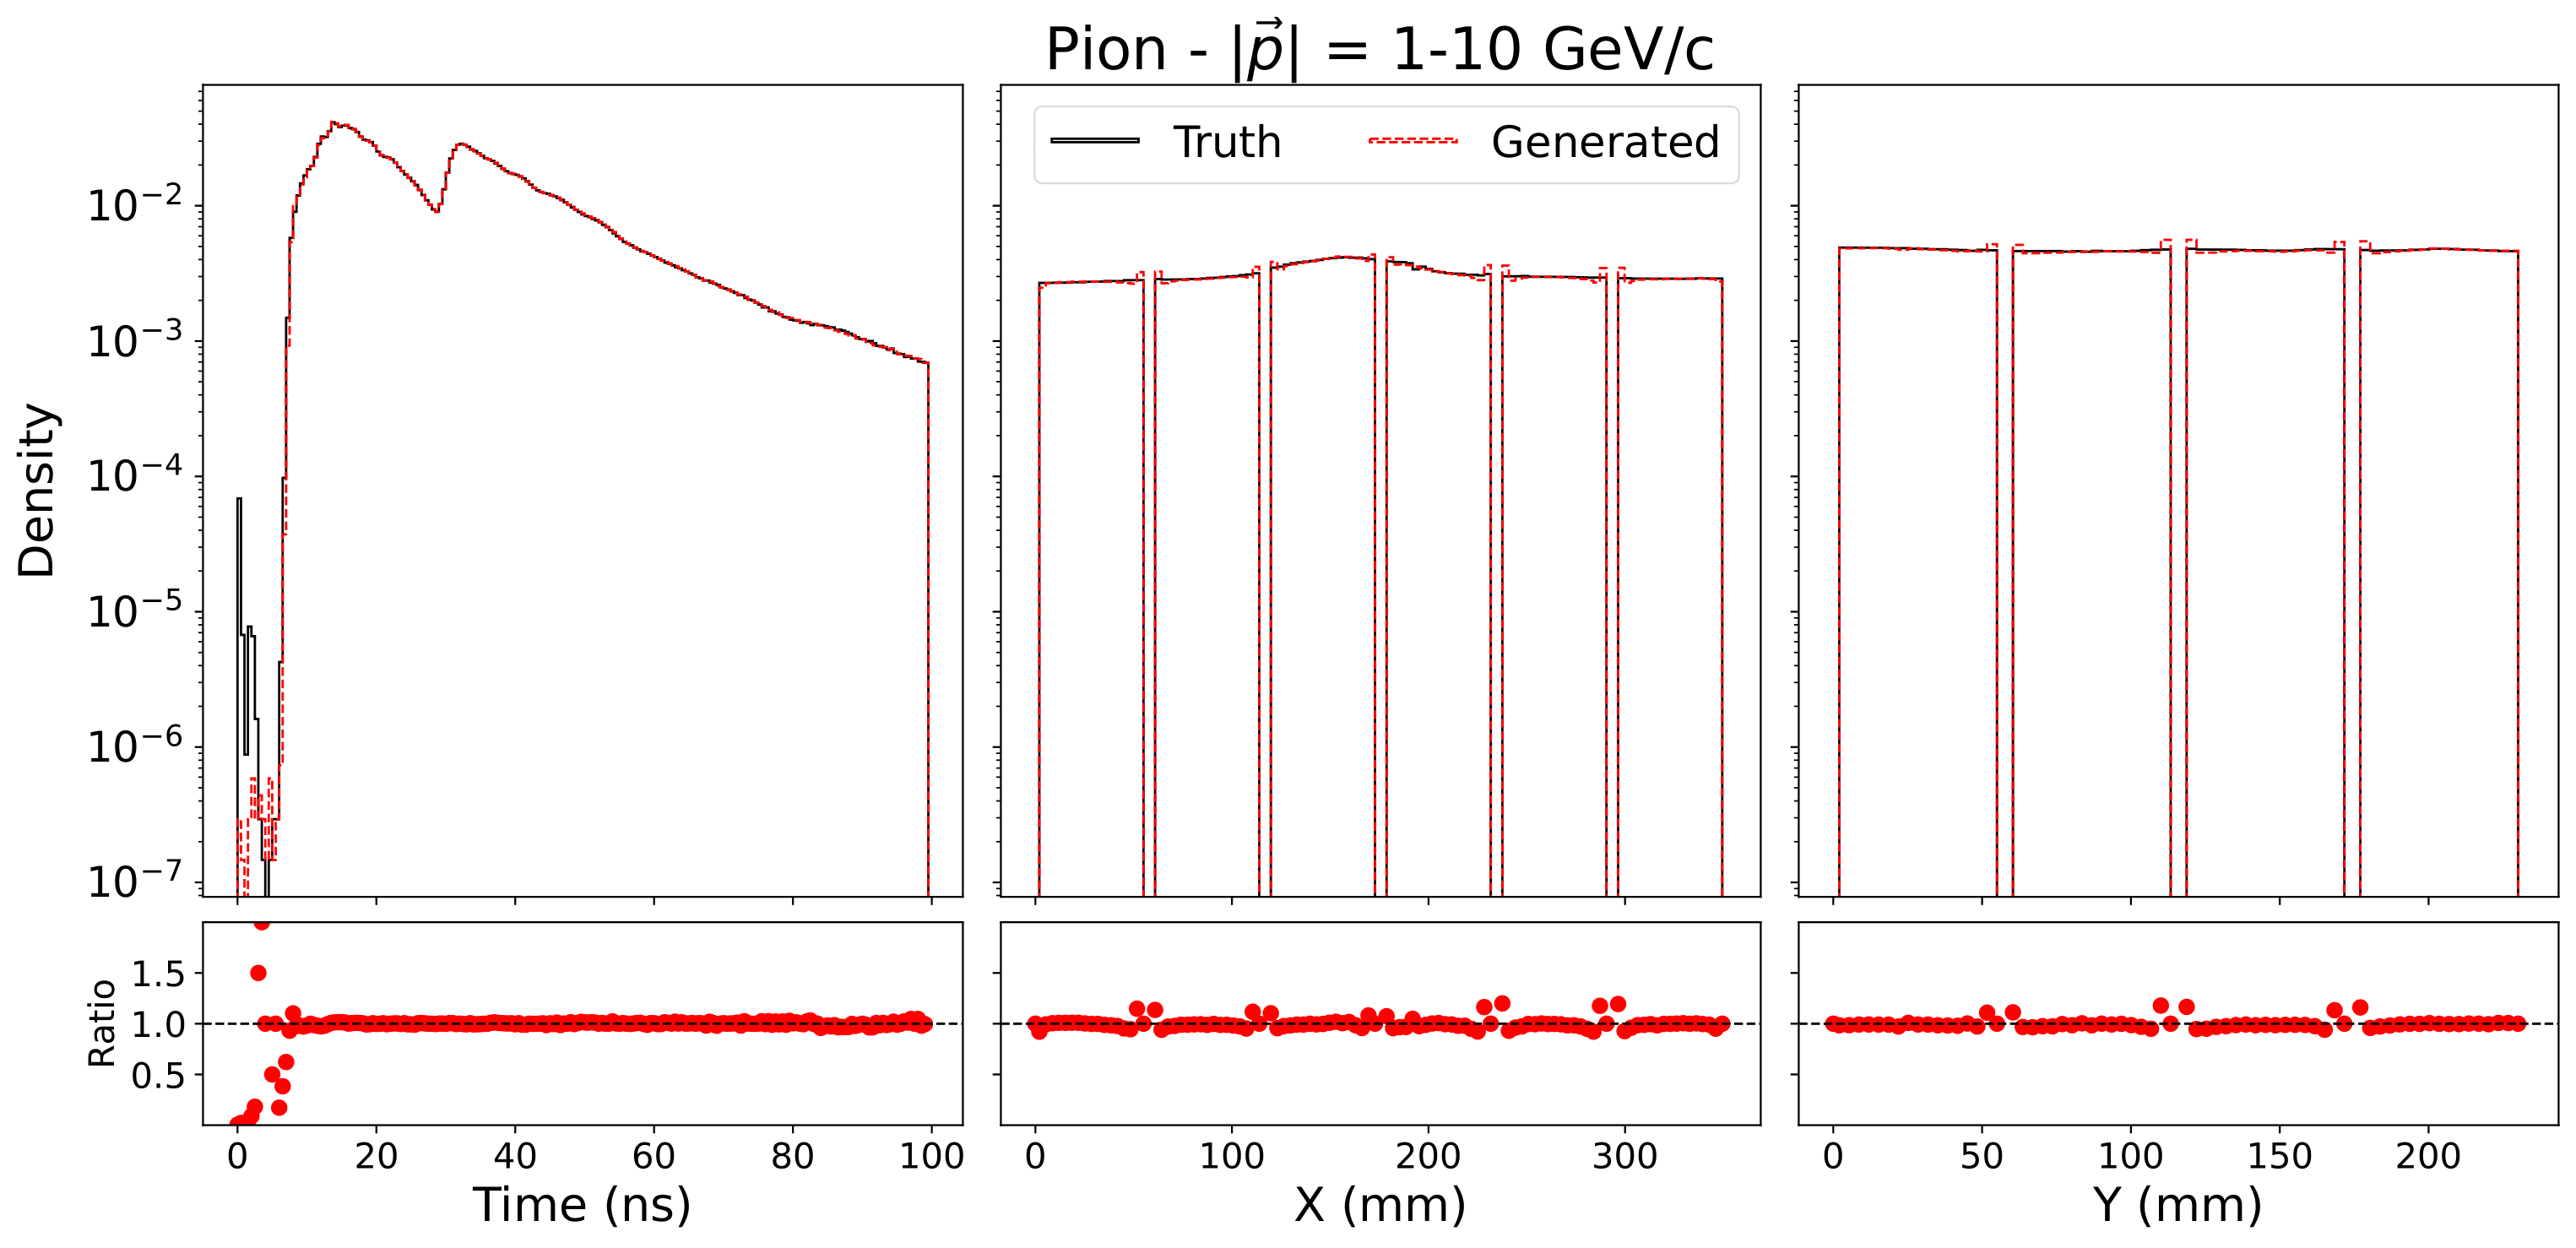 Pion - |p⃗| = 1-10 GeV/c
Truth
Generated
Density
10⁻²
10⁻³
10⁻⁴
10⁻⁵
10⁻⁶
10⁻⁷
Ratio
1.5
1.0
0.5
0 20 40 60 80 100
0 100 200 300
0 50 100 150 200
Time (ns)
X (mm)
Y (mm)